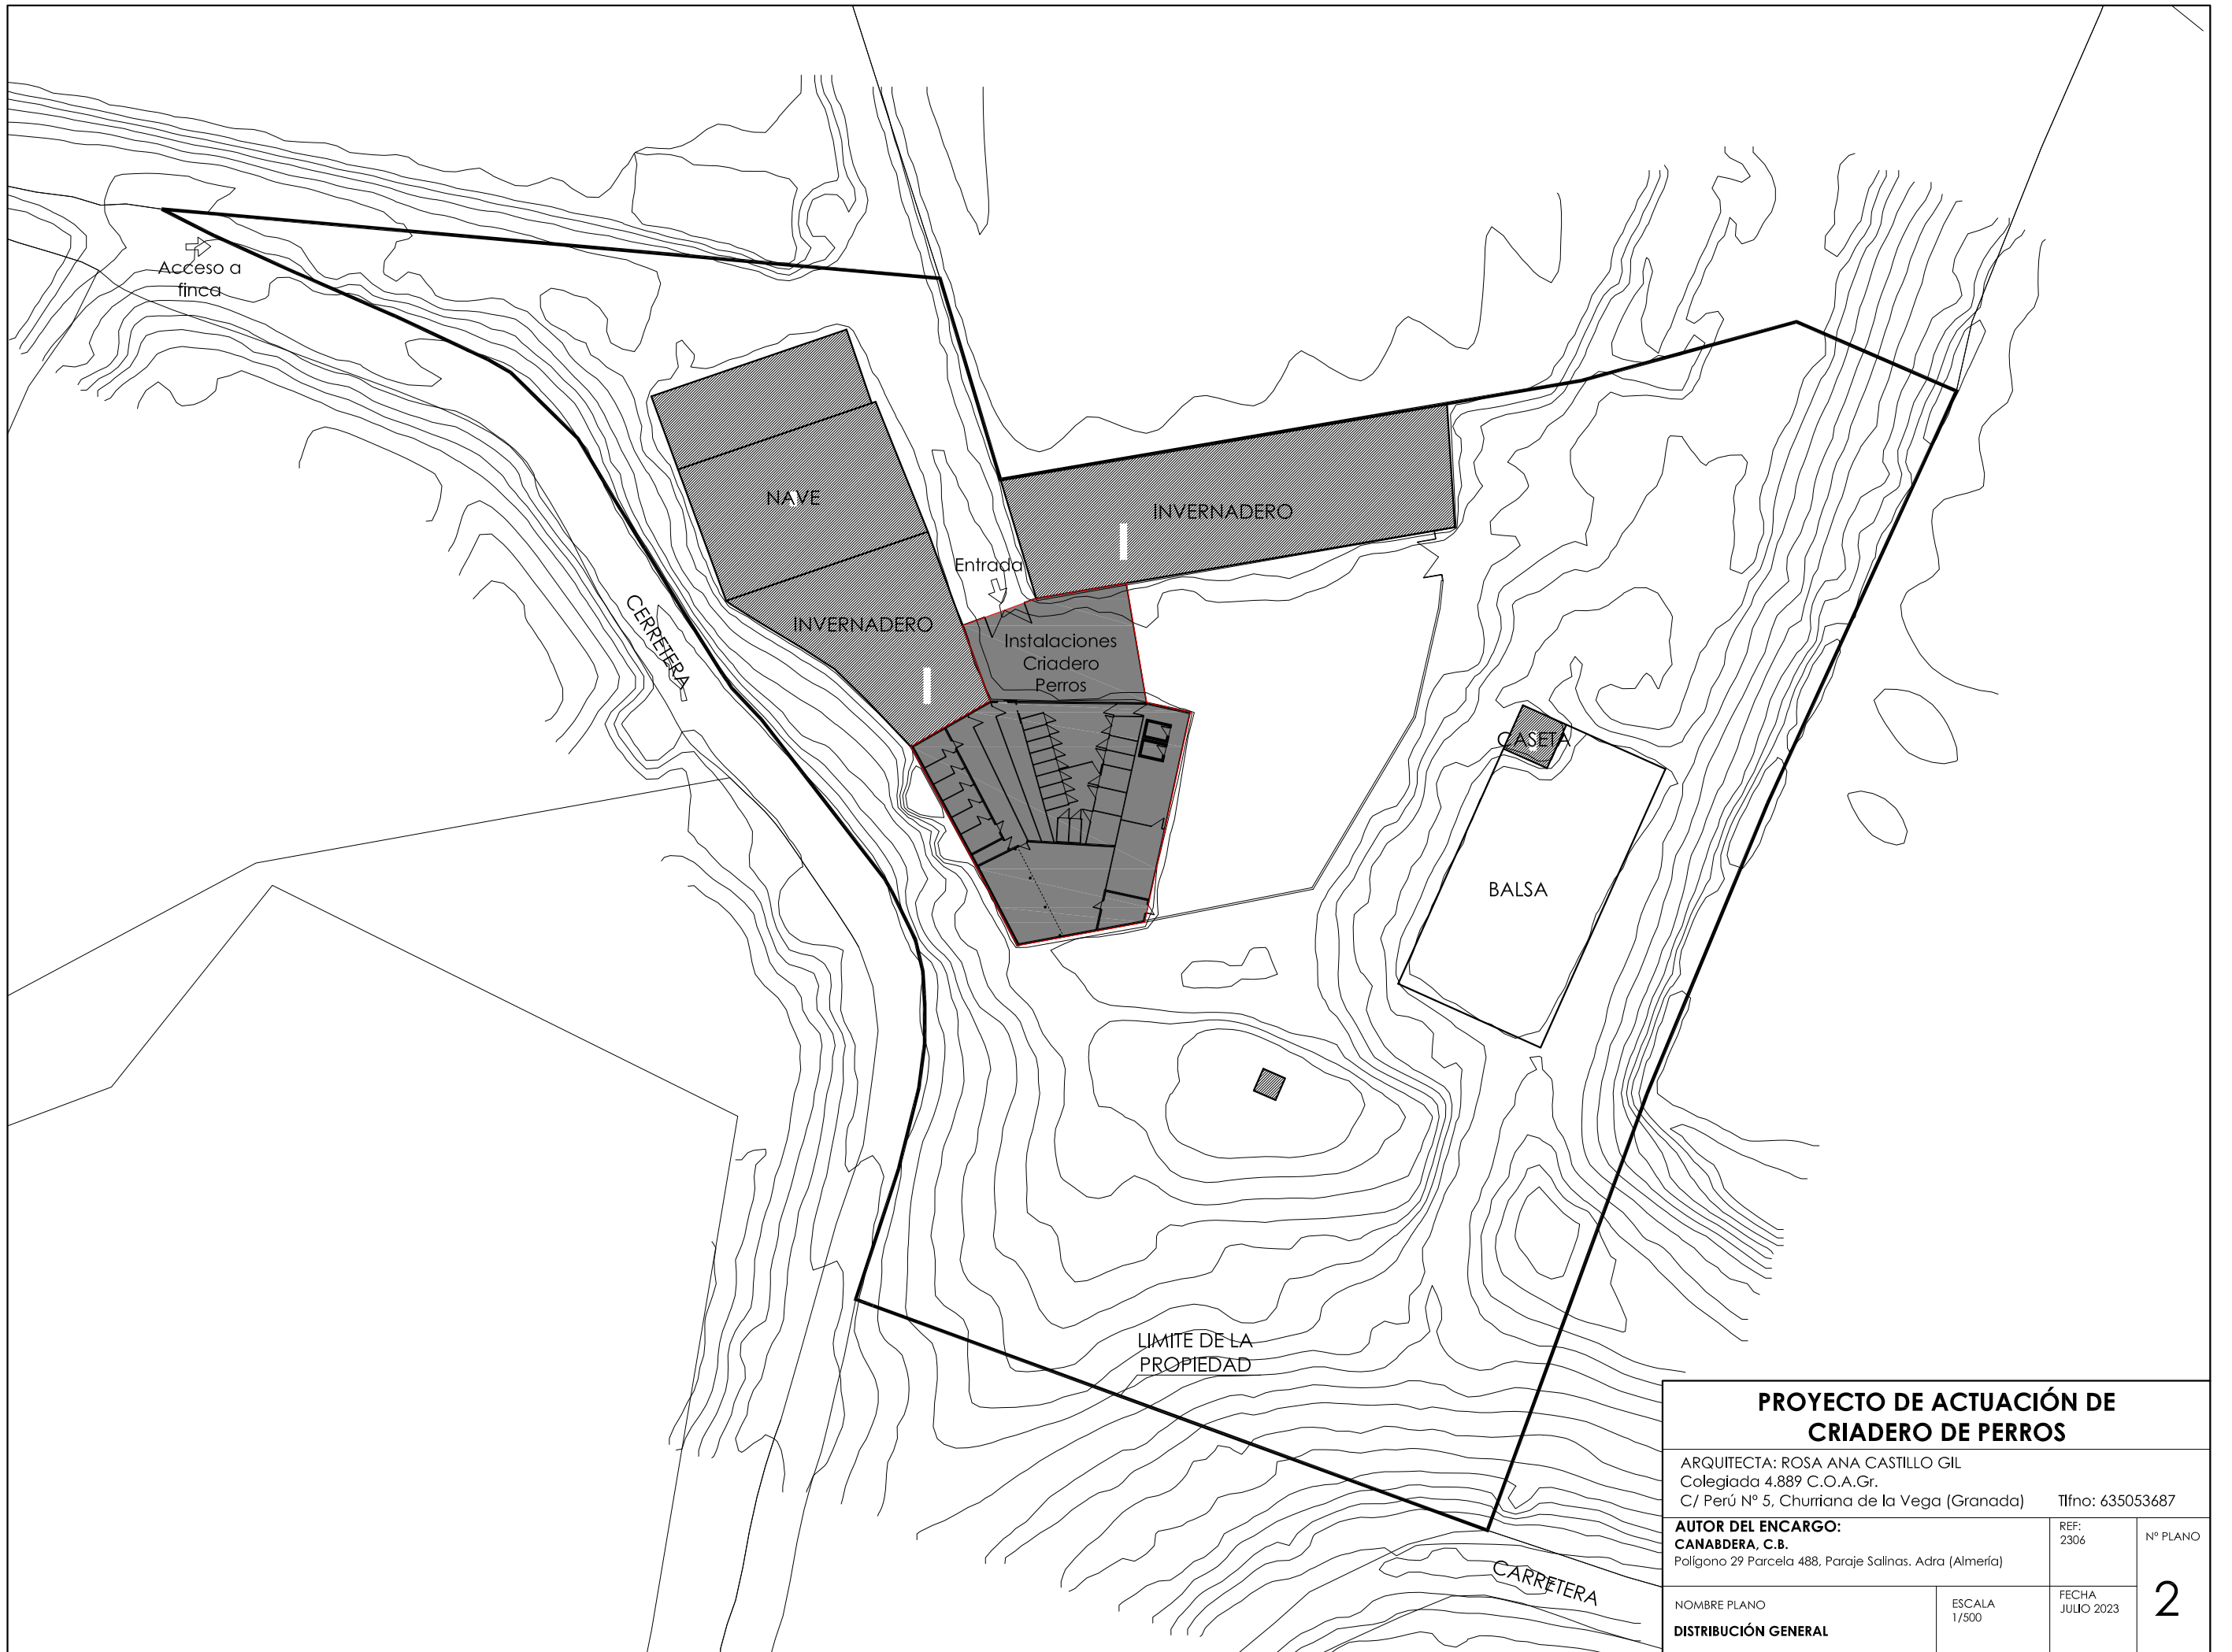 Acceso a
finca
NAVE
INVERNADERO
Entrada
INVERNADERO
CERRETERA
Instalaciones
Criadero
Perros
CASETA
BALSA
LIMITE DE LA
PROPIEDAD
CARRETERA
PROYECTO DE ACTUACIÓN DE
CRIADERO DE PERROS
ARQUITECTA: ROSA ANA CASTILLO GIL
Colegiada 4.889 C.O.A.Gr.
C/ Perú Nº 5, Churriana de la Vega (Granada) Tlfno: 635053687
AUTOR DEL ENCARGO:
CANABDERA, C.B.
Polígono 29 Parcela 488, Paraje Salinas. Adra (Almería)
REF:
2306
Nº PLANO
2
NOMBRE PLANO
DISTRIBUCIÓN GENERAL
ESCALA
1/500
FECHA
JULIO 2023